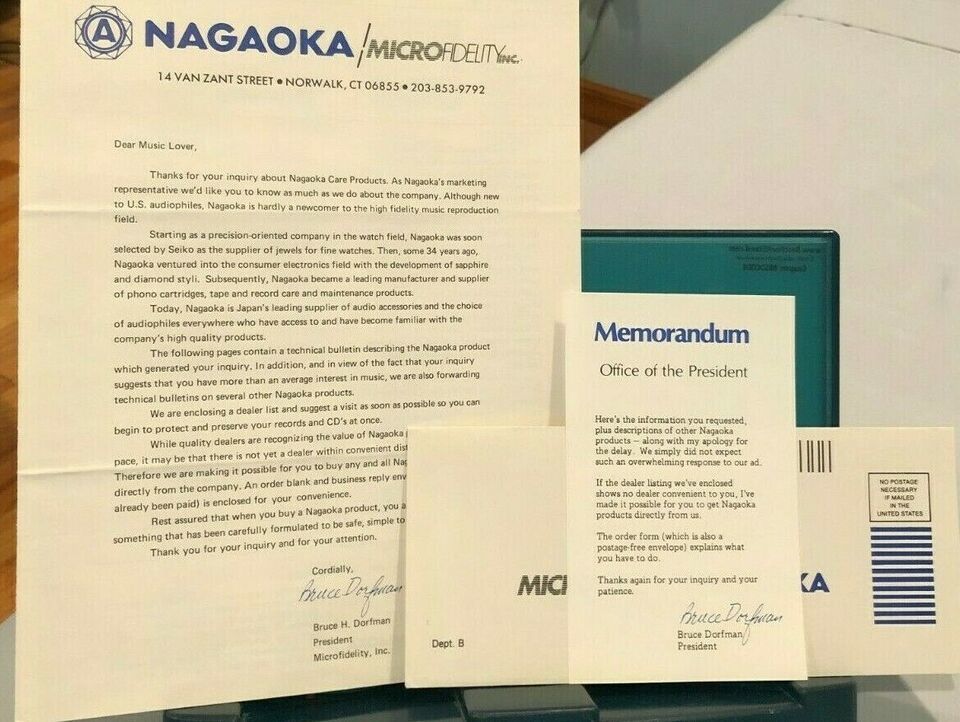 A NAGAOKA / MICROFIDELITY INC.
14 VAN ZANT STREET • NORWALK, CT 06855 • 203-853-9792
Dear Music Lover,
Thanks for your inquiry about Nagaoka Care Products. As Nagaoka's marketing
representative we'd like you to know as much as we do about the company. Although new
to U.S. audiophiles, Nagaoka is hardly a newcomer to the high fidelity music reproduction
field.
Starting as a precision-oriented company in the watch field, Nagaoka was soon
selected by Seiko as the supplier of jewels for fine watches. Then, some 34 years ago,
Nagaoka ventured into the consumer electronics field with the development of sapphire
and diamond styli. Subsequently, Nagaoka became a leading manufacturer and supplier
of phono cartridges, tape and record care and maintenance products.
Today, Nagaoka is Japan's leading supplier of audio accessories and the choice
of audiophiles everywhere who have access to and have become familiar with the
company's high quality products.
The following pages contain a technical bulletin describing the Nagaoka product
which generated your inquiry. In addition, and in view of the fact that your inquiry
suggests that you have more than an average interest in music, we are also forwarding
technical bulletins on several other Nagaoka products.
We are enclosing a dealer list and suggest a visit as soon as possible so you can
begin to protect and preserve your records and CD's at once.
While quality dealers are recognizing the value of Nagaoka
pace, it may be that there is not yet a dealer within convenient
Therefore we are making it possible for you to buy any and all
directly from the company. An order blank and business reply
already been paid) is enclosed for your convenience.
Rest assured that when you buy a Nagaoka product, you
something that has been carefully formulated to be safe, simple to
Thank you for your inquiry and for your attention.
Cordially,
Bruce Dorfman
Bruce H. Dorfman
President
Microfidelity, Inc.
Memorandum
Office of the President
Here's the information you requested,
plus descriptions of other Nagaoka
products — along with my apology for
the delay. We simply did not expect
such an overwhelming response to our ad.
If the dealer listing we've enclosed
shows no dealer convenient to you, I've
made it possible for you to get Nagaoka
products directly from us.
The order form (which is also a
postage-free envelope) explains what
you have to do.
Thanks again for your inquiry and your
patience.
Bruce Dorfman
Bruce Dorfman
President
MICR
Dept. B
KA
NO POSTAGE
NECESSARY
IF MAILED
IN THE
UNITED STATES